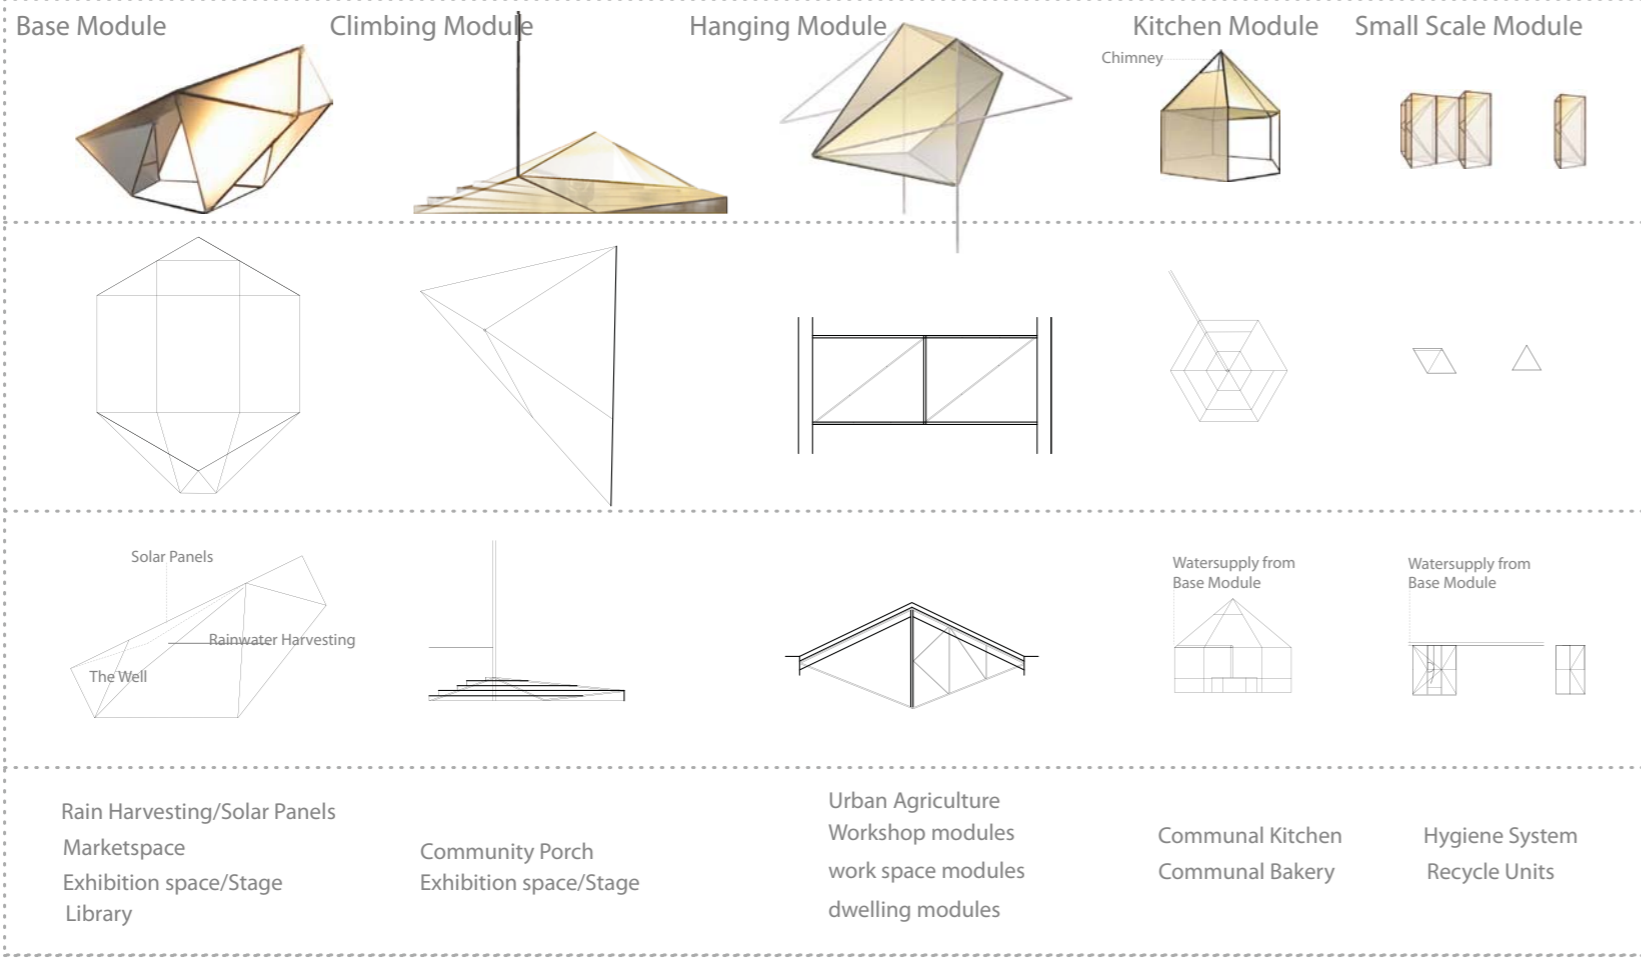 Base Module
Climbing Module
Hanging Module
Kitchen Module
Small Scale Module
Chimney
Solar Panels
Rainwater Harvesting
The Well
Watersupply from
Base Module
Watersupply from
Base Module
Rain Harvesting/Solar Panels
Marketspace
Exhibition space/Stage
Library
Community Porch
Exhibition space/Stage
Urban Agriculture
Workshop modules
work space modules
dwelling modules
Communal Kitchen
Communal Bakery
Hygiene System
Recycle Units